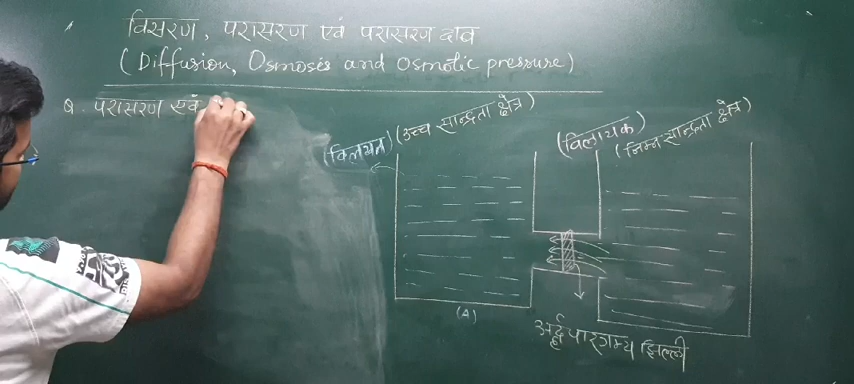 विसरण, परासरण एवं परासरण दाब
(Diffusion, Osmosis and Osmotic pressure)
Q. परासरण एवं
(विलयन) (उच्च सान्द्रता क्षेत्र)
(विलायक)
(निम्न सान्द्रता क्षेत्र)
(A)
अर्द्धपारगम्य झिल्ली